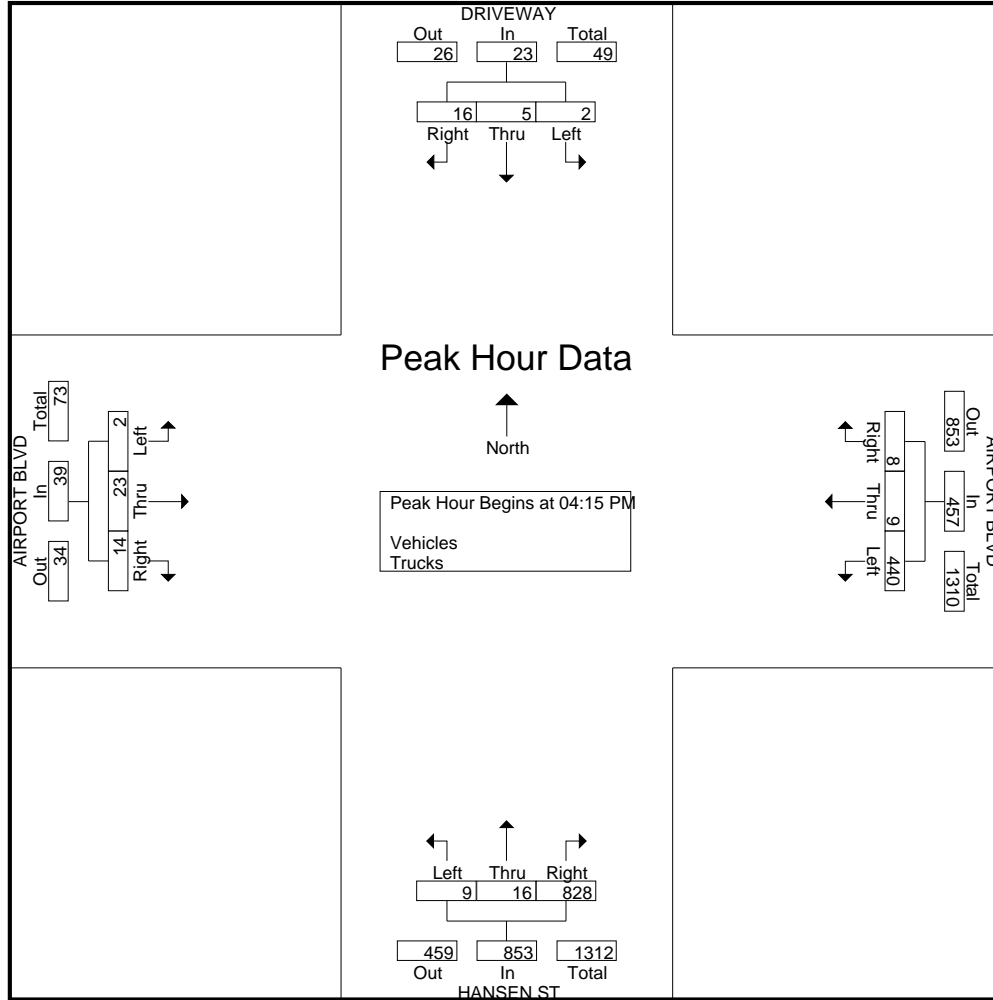 DRIVEWAY
Out In Total
26 23 49
16 5 2
Right Thru Left
Peak Hour Data
North
Peak Hour Begins at 04:15 PM
Vehicles
Trucks
AIRPORT BLVD
Total In Out
73 39 34
2 23 14
Left Thru Right
AIRPORT BLVD
Out In Total
853 457 1310
Right Thru Left
8 9 440
Left Thru Right
9 16 828
459 853 1312
Out In Total
HANSEN ST